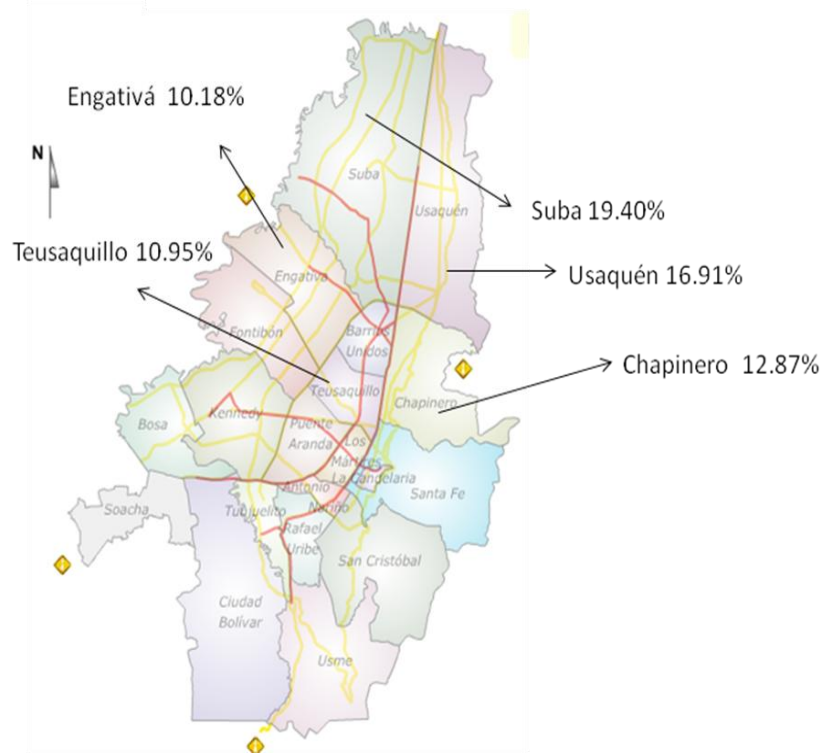 Engativá 10.18%
N
Suba
Suba 19.40%
Usaquén
Teusaquillo 10.95%
Engativa
Usaquén 16.91%
Fontibón
Barrios
Unidos
Chapinero 12.87%
Teusaquillo
Chapinero
Kennedy
Bosa
Puente
Aranda
Los
Mártires
La Candelaria
Antonio
Nariño
Santa Fe
Soacha
Tunjuelito
Rafael
Uribe
San Cristóbal
Ciudad
Bolívar
Usme